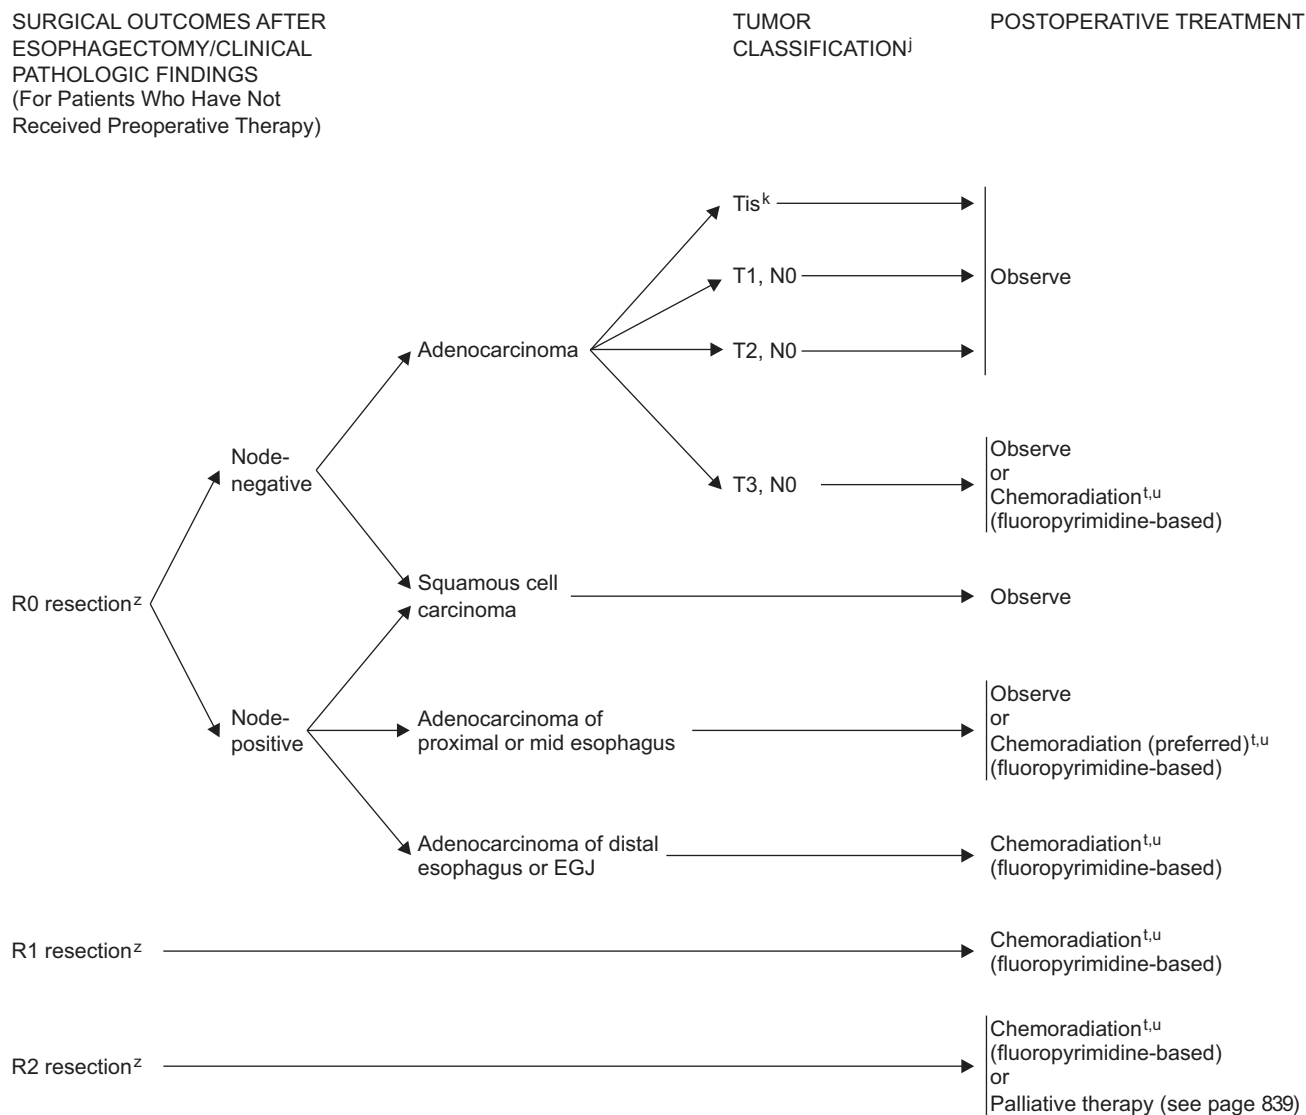 SURGICAL OUTCOMES AFTER
ESOPHAGECTOMY/CLINICAL
PATHOLOGIC FINDINGS
(For Patients Who Have Not
Received Preoperative Therapy)
TUMOR
CLASSIFICATIONj
POSTOPERATIVE TREATMENT
Tisk
T1, N0
Observe
Adenocarcinoma
T2, N0
Node-
negative
T3, N0
Observe
or
Chemoradiationt,u
(fluoropyrimidine-based)
R0 resectionz
Squamous cell
carcinoma
Observe
Node-
positive
Adenocarcinoma of
proximal or mid esophagus
Observe
or
Chemoradiation (preferred)t,u
(fluoropyrimidine-based)
Adenocarcinoma of distal
esophagus or EGJ
Chemoradiationt,u
(fluoropyrimidine-based)
R1 resectionz
Chemoradiationt,u
(fluoropyrimidine-based)
R2 resectionz
Chemoradiationt,u
(fluoropyrimidine-based)
or
Palliative therapy (see page 839)